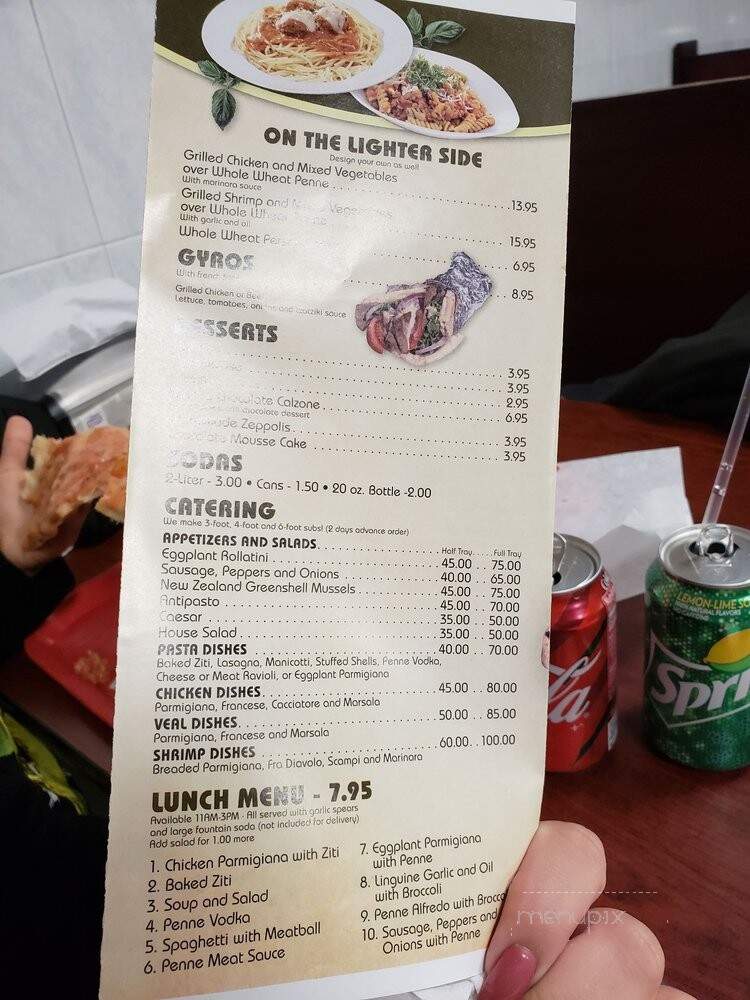 ON THE LIGHTER SIDE
Design your own as well
Grilled Chicken and Mixed Vegetables
over Whole Wheat Penne 13.95
With marinara sauce
Grilled Shrimp and Vegetables
over Whole Wheat 15.95
With garlic and oil
Whole Wheat 6.95
GYROS 8.95
With french
Grilled Chicken or Beef
Lettuce, tomatoes, onions and tzatziki sauce
DESSERTS
3.95
3.95
2.95
Chocolate Calzone 6.95
chocolate dessert
Zeppolis 3.95
Chocolate Mousse Cake 3.95
SODAS
2-Liter - 3.00 • Cans - 1.50 • 20 oz. Bottle -2.00
CATERING
We make 3-foot, 4-foot and 6-foot subs! (2 days advance order)
APPETIZERS AND SALADS Half Tray Full Tray
Eggplant Rollatini 45.00 75.00
Sausage, Peppers and Onions 40.00 65.00
New Zealand Greenshell Mussels 45.00 75.00
Antipasto 45.00 70.00
Caesar 35.00 50.00
House Salad 35.00 50.00
PASTA DISHES 40.00 70.00
Baked Ziti, Lasagna, Manicotti, Stuffed Shells, Penne Vodka,
Cheese or Meat Ravioli, or Eggplant Parmigiana
CHICKEN DISHES 45.00 80.00
Parmigiana, Francese, Cacciatore and Marsala
VEAL DISHES 50.00 85.00
Parmigiana, Francese and Marsala
SHRIMP DISHES 60.00 100.00
Breaded Parmigiana, Fra Diavolo, Scampi and Marinara
LUNCH MENU - 7.95
Available 11AM-3PM - All served with garlic spears
and large fountain soda (not included for delivery)
Add salad for 1.00 more
1. Chicken Parmigiana with Ziti
2. Baked Ziti
3. Soup and Salad
4. Penne Vodka
5. Spaghetti with Meatball
6. Penne Meat Sauce
7. Eggplant Parmigiana
with Penne
8. Linguine Garlic and Oil
with Broccoli
9. Penne Alfredo with Brocco
10. Sausage, Peppers and
Onions with Penne
LEMON-LIME SO
Spri
la
menupix